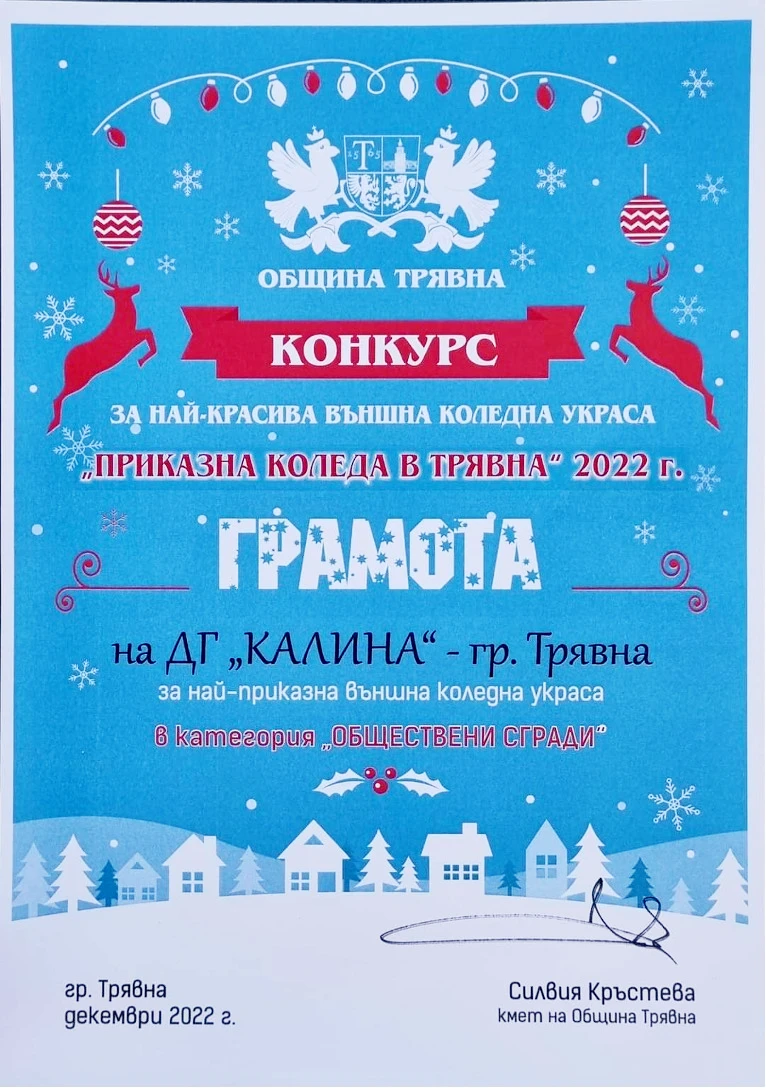 Т
1565
ОБЩИНА ТРЯВНА
КОНКУРС
ЗА НАЙ-КРАСИВА ВЪНШНА КОЛЕДНА УКРАСА
„ПРИКАЗНА КОЛЕДА В ТРЯВНА“ 2022 г.
ГРАМОТА
на ДГ „КАЛИНА“ - гр. Трявна
за най-приказна външна коледна украса
в категория „ОБЩЕСТВЕНИ СГРАДИ“
гр. Трявна
декември 2022 г.
Силвия Кръстева
кмет на Община Трявна